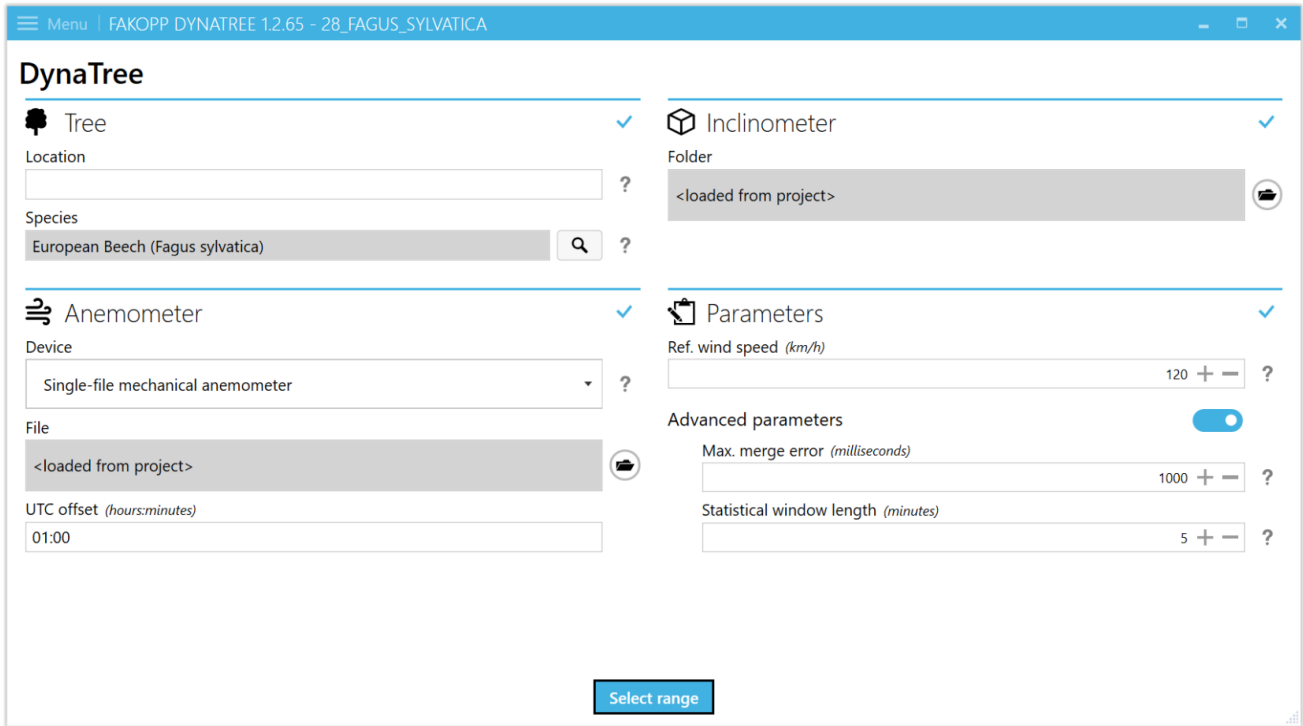 Menu | FAKOPP DYNATREE 1.2.65 - 28_FAGUS_SYLVATICA
DynaTree
Tree
Location
?
Species
European Beech (Fagus sylvatica)
?
Inclinometer
Folder
<loaded from project>
Anemometer
Device
Single-file mechanical anemometer
?
File
<loaded from project>
UTC offset (hours:minutes)
01:00
Parameters
Ref. wind speed (km/h)
120 + − ?
Advanced parameters
Max. merge error (milliseconds)
1000 + − ?
Statistical window length (minutes)
5 + − ?
Select range